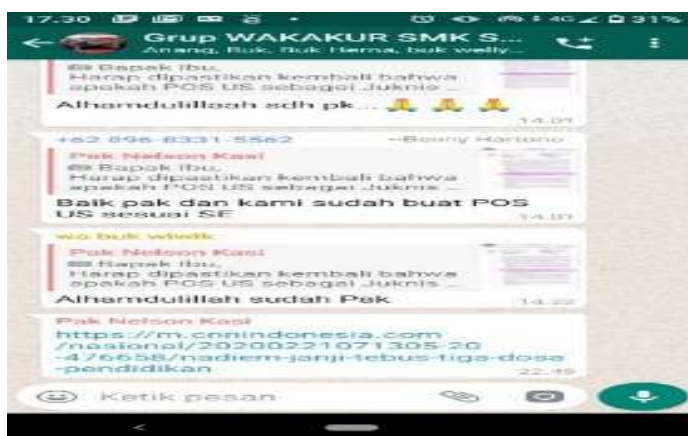 17.30 4G 31%
Grup WAKAKUR SMK S...
Anang, Buk, Buk Herna, buk welly...
Bapak Ibu,
Harap dipastikan kembali bahwa
apakah POS US sebagai Juknis ...
Alhamdulillaah sdh pk... 🙏 🙏 🙏
14.01
+62 896-8331-5562 ~Benny Hartono
Pak Nelson Kasi
Bapak Ibu,
Harap dipastikan kembali bahwa
apakah POS US sebagai Juknis ...
Baik pak dan kami sudah buat POS
US sesuai SE
14.01
wa buk wiwik
Pak Nelson Kasi
Bapak Ibu,
Harap dipastikan kembali bahwa
apakah POS US sebagai Juknis ...
Alhamdulillah sudah Pak
14.22
Pak Nelson Kasi
https://m.cnnindonesia.com
/nasional/20200221071305-20
-476658/nadiem-janji-tebus-tiga-dosa
-pendidikan
22.49
Ketik pesan